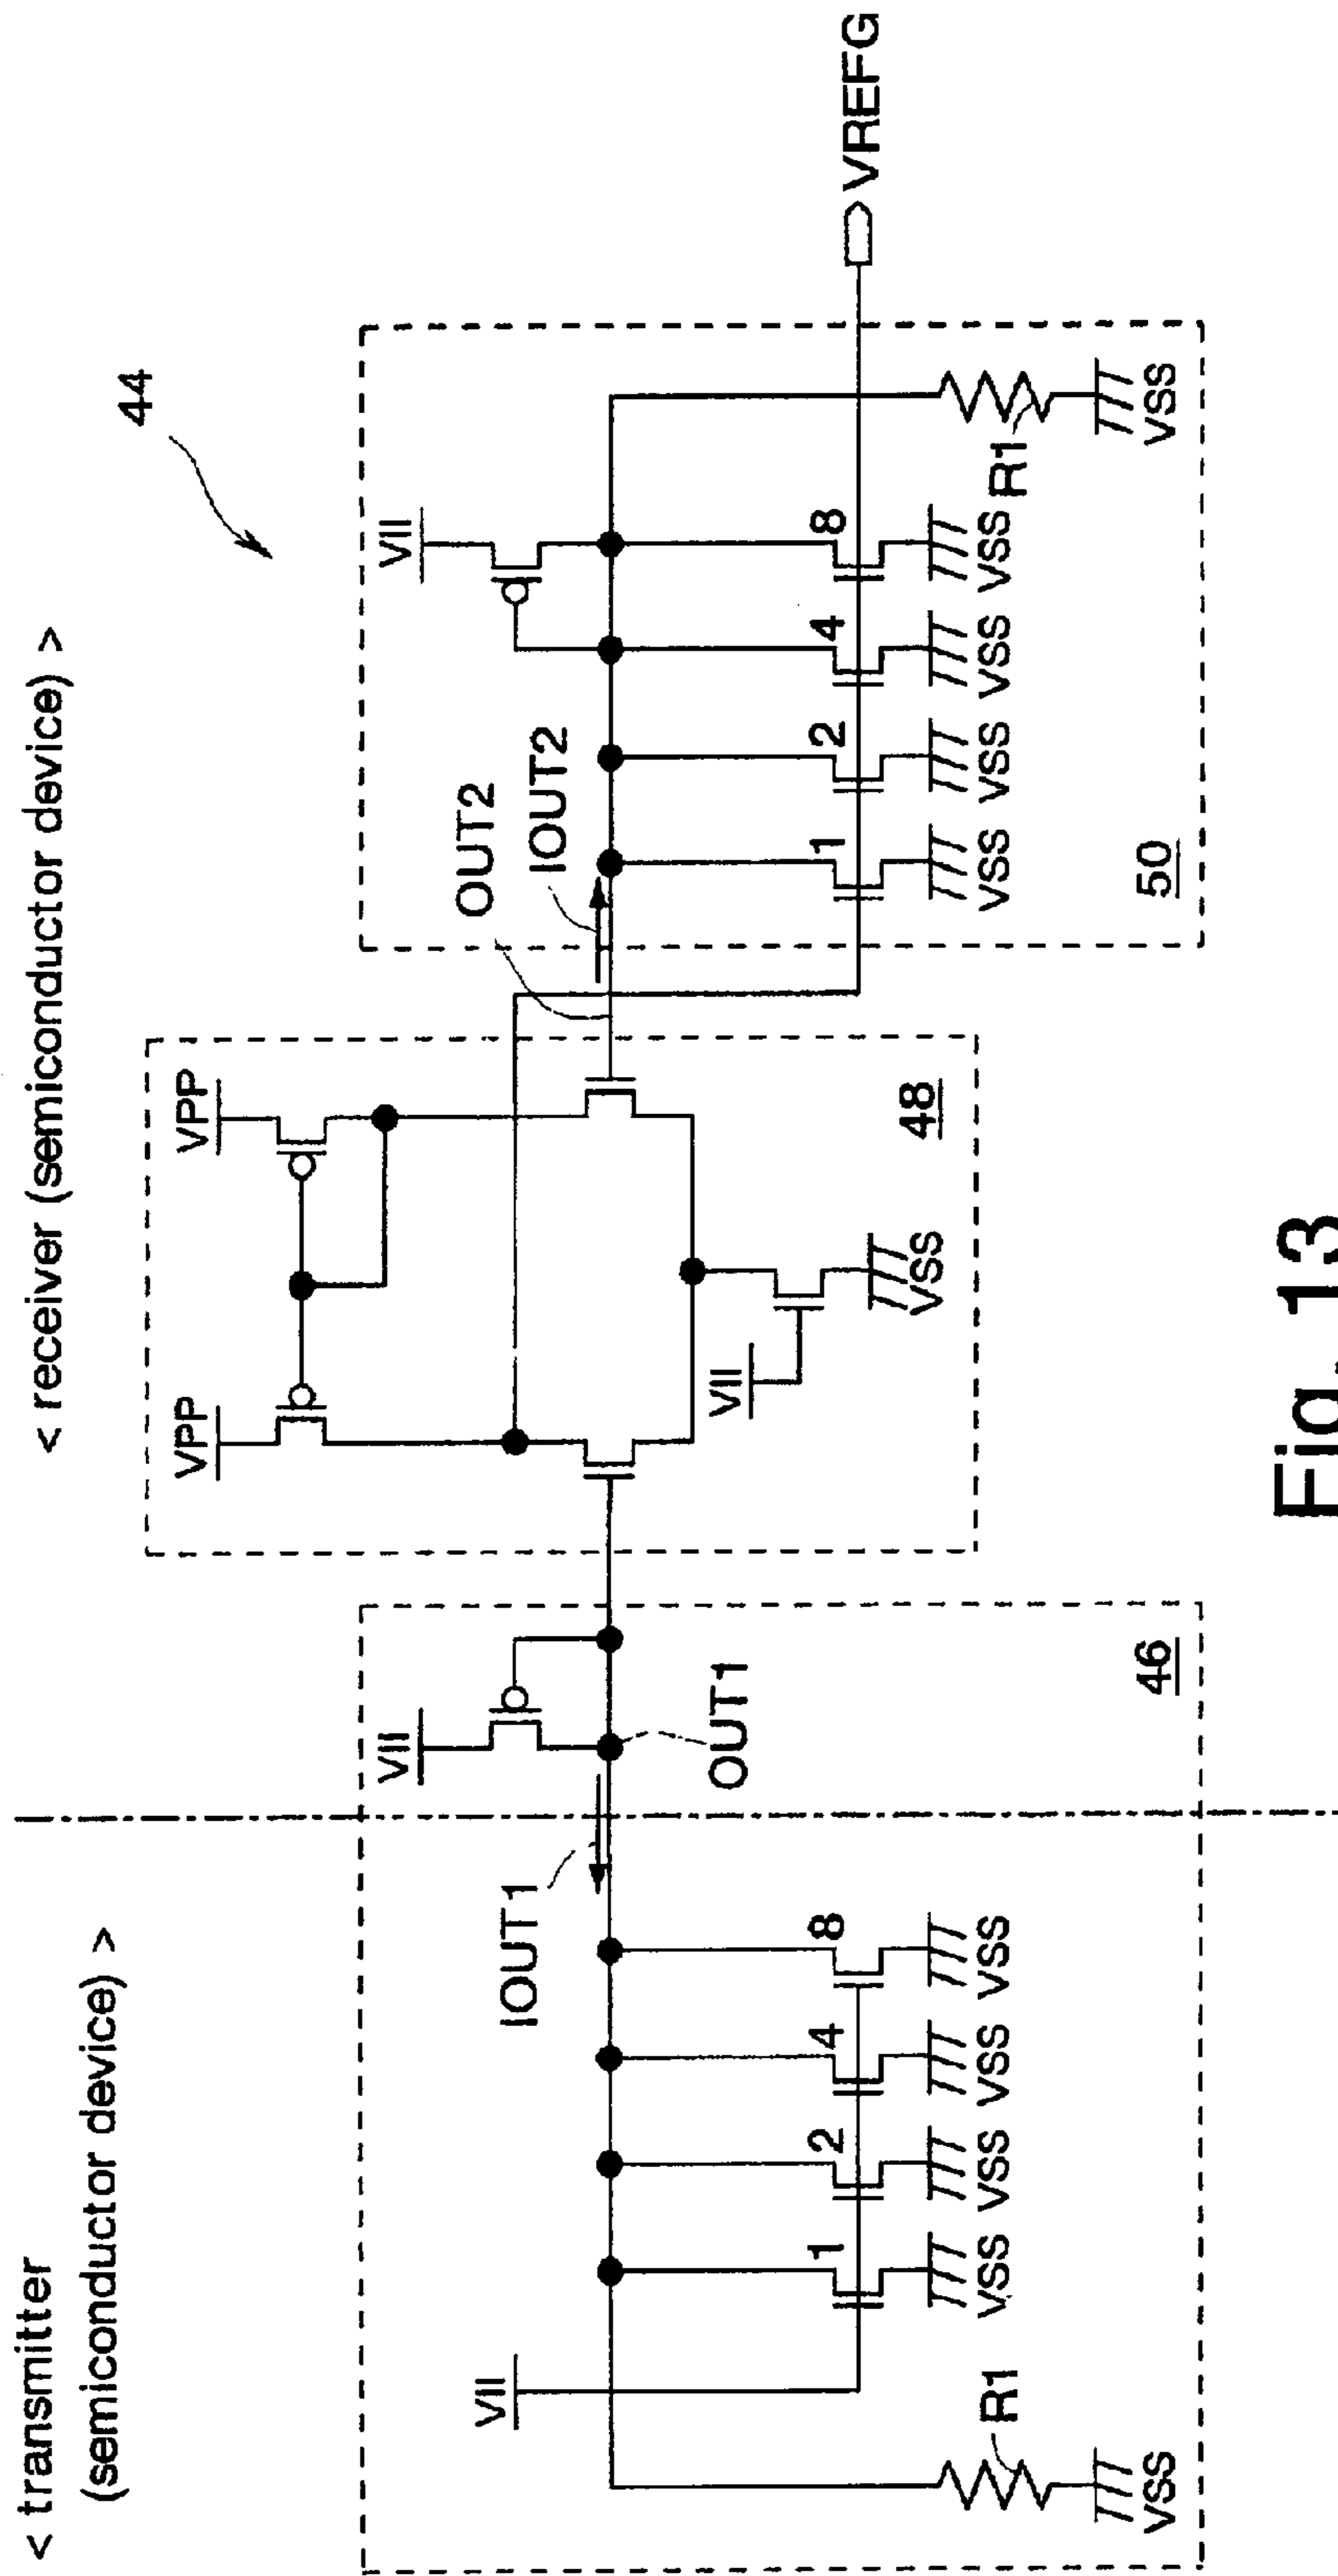 < transmitter
(semiconductor device) >
< receiver (semiconductor device) >
44
VII
VII
VPP
VPP
VII
IOUT1
OUT1
OUT2
IOUT2
VII
VREFG
1
2
4
8
1
2
4
8
R1
R1
VSS
VSS
VSS
VSS
VSS
VSS
VSS
VSS
VSS
VSS
VSS
46
48
50
Fig. 13